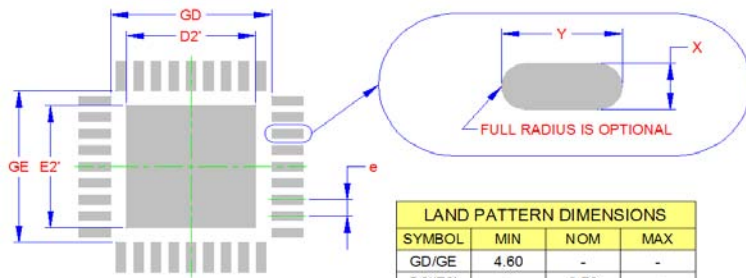 GD
D2'
Y
X
FULL RADIUS IS OPTIONAL
GE
E2'
e
LAND PATTERN DIMENSIONS
SYMBOL MIN NOM MAX
GD/GE 4.60 - -